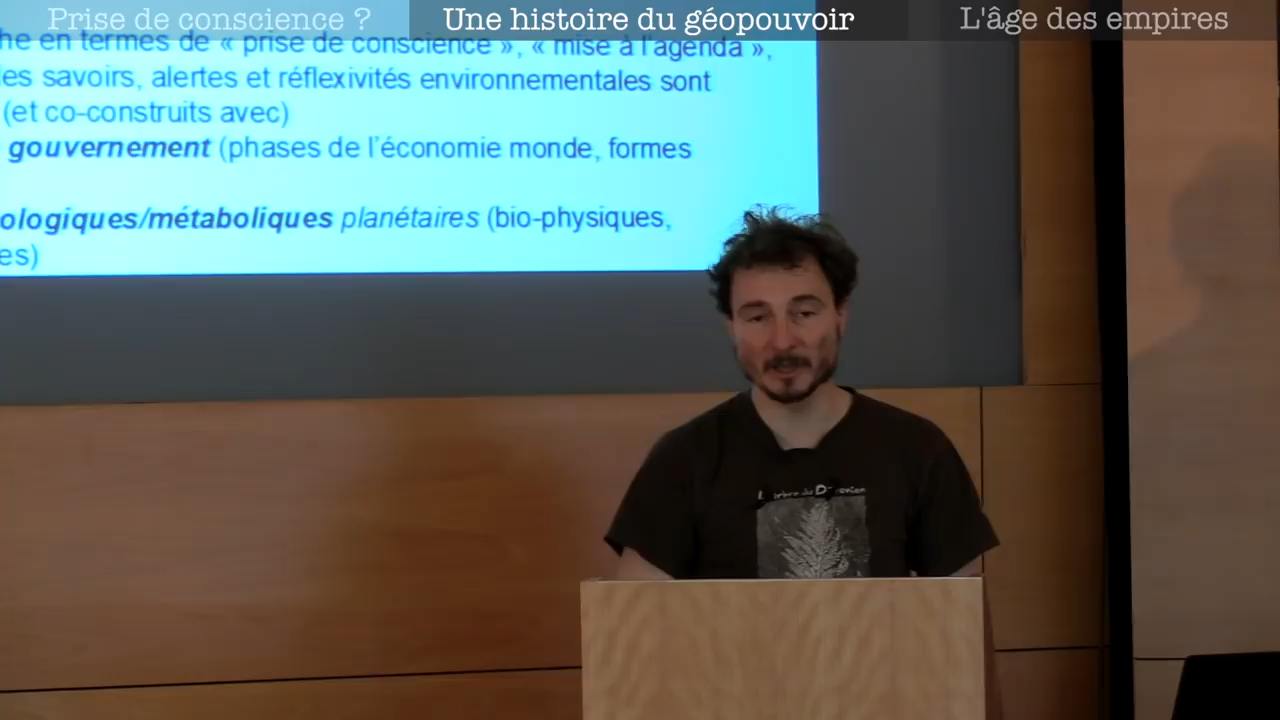 Prise de conscience ?
Une histoire du géopouvoir
L'âge des empires
he en termes de « prise de conscience », « mise à l'agenda »,
les savoirs, alertes et réflexivités environnementales sont
(et co-construits avec)
gouvernement (phases de l'économie monde, formes
ologiques/métaboliques planétaires (bio-physiques,
es)